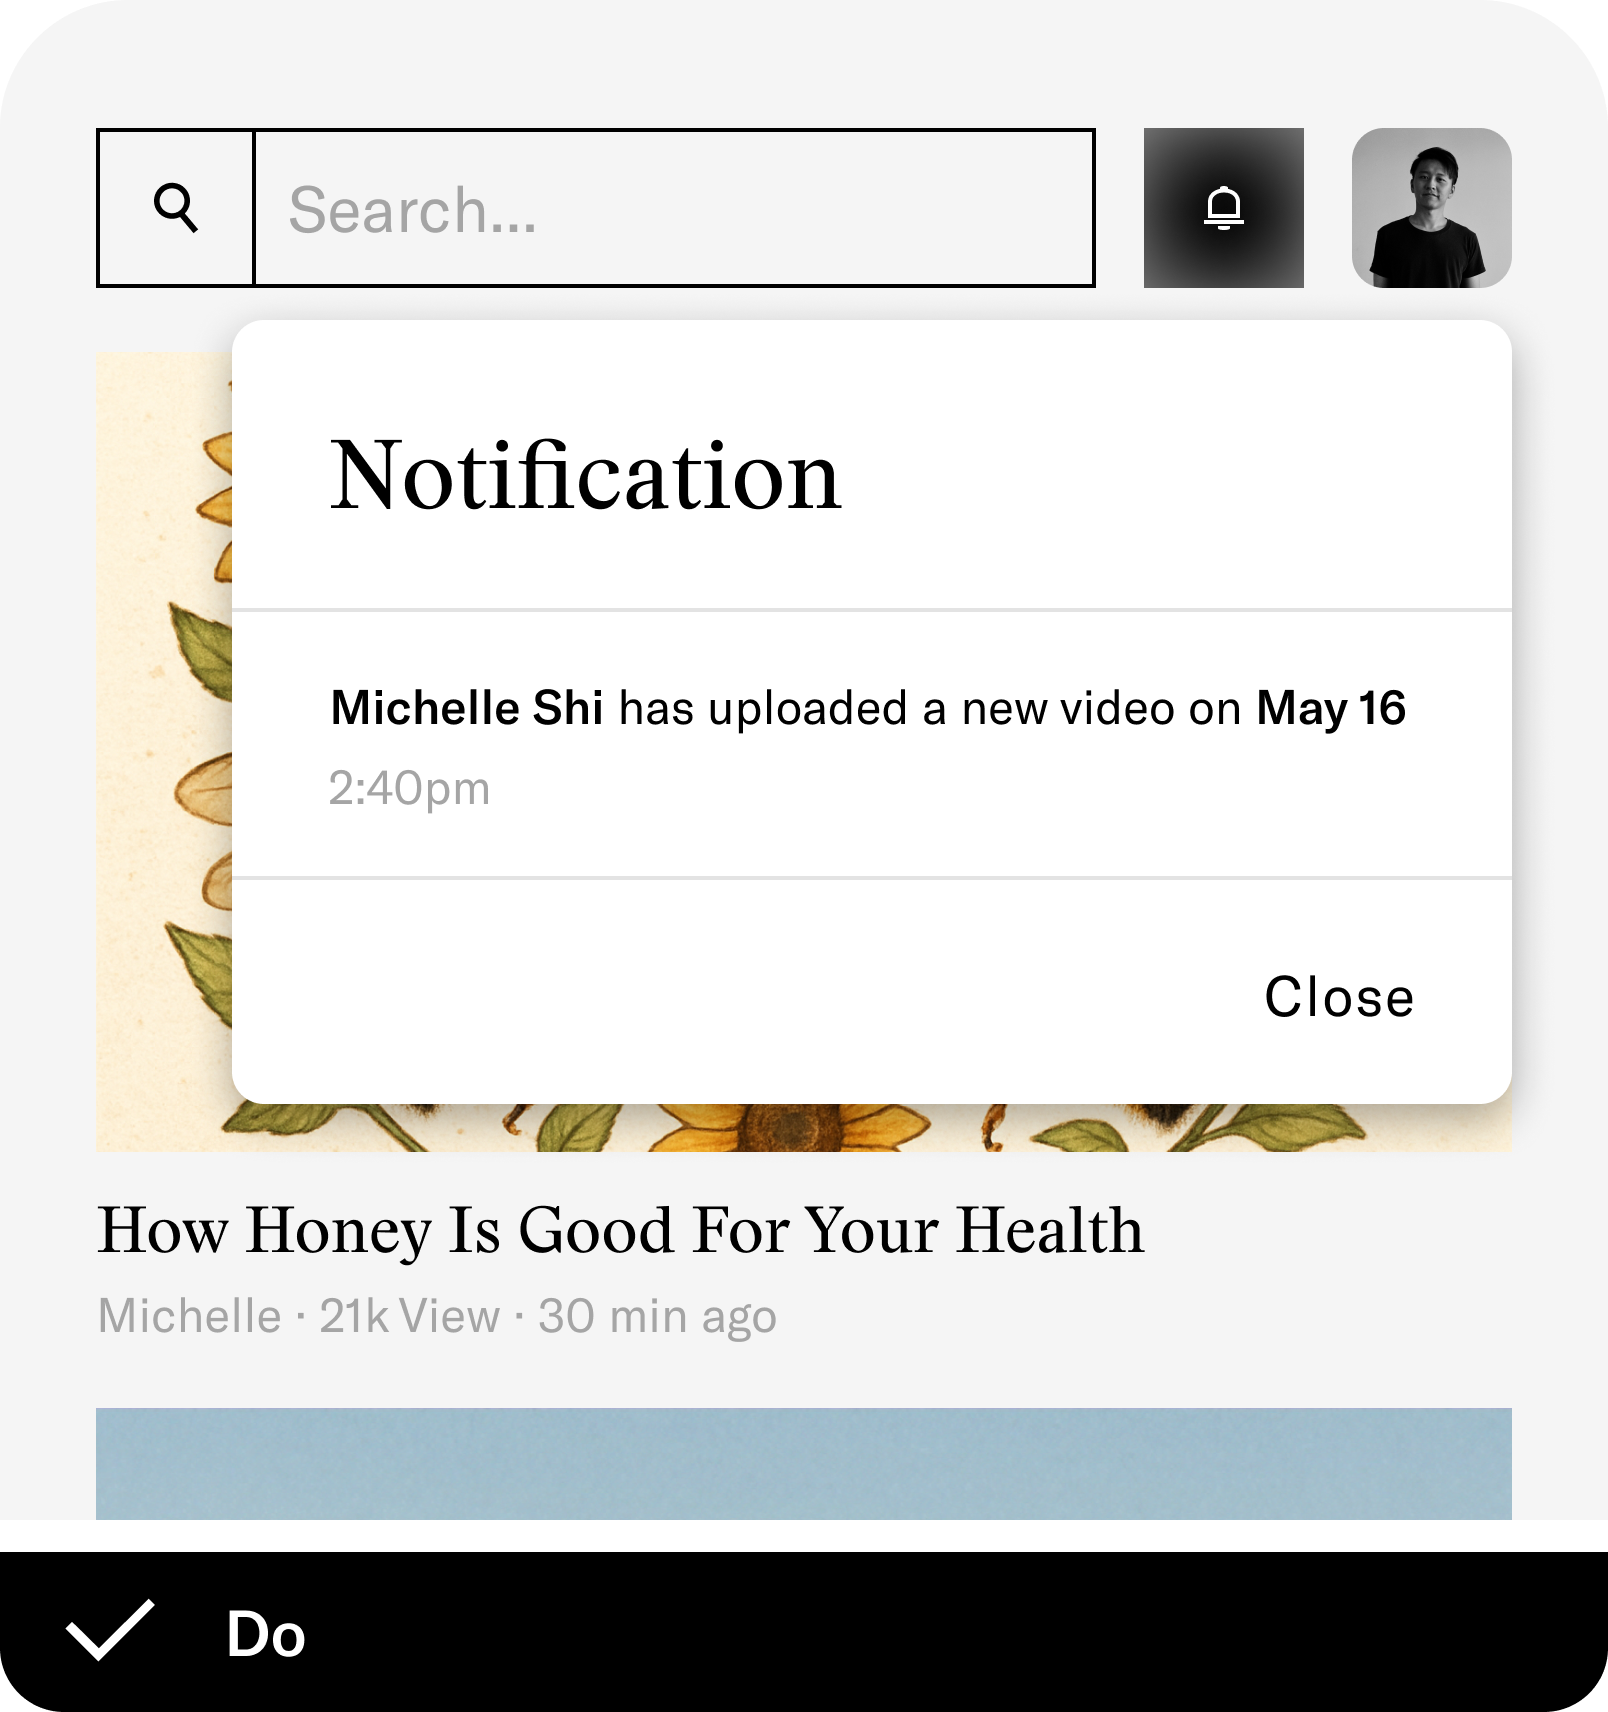 Search...
Notification
Michelle Shi has uploaded a new video on May 16
2:40pm
Close
How Honey Is Good For Your Health
Michelle · 21k View · 30 min ago
Do